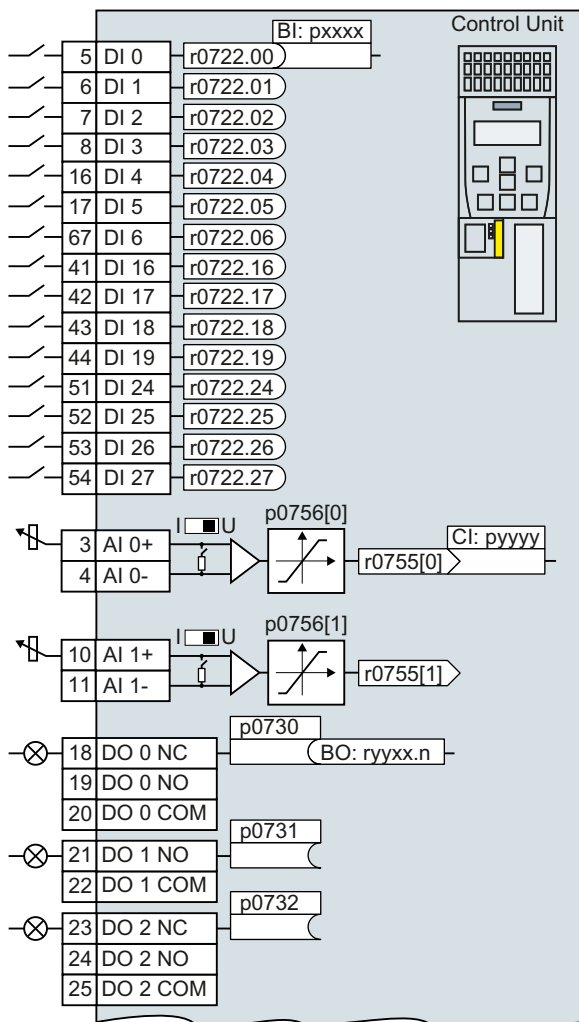 BI: pxxxx
Control Unit
5 DI 0 r0722.00
6 DI 1 r0722.01
7 DI 2 r0722.02
8 DI 3 r0722.03
16 DI 4 r0722.04
17 DI 5 r0722.05
67 DI 6 r0722.06
41 DI 16 r0722.16
42 DI 17 r0722.17
43 DI 18 r0722.18
44 DI 19 r0722.19
51 DI 24 r0722.24
52 DI 25 r0722.25
53 DI 26 r0722.26
54 DI 27 r0722.27
p0756[0]
I U
CI: pyyyy
3 AI 0+
r0755[0]
4 AI 0-
p0756[1]
I U
10 AI 1+
r0755[1]
11 AI 1-
p0730
18 DO 0 NC BO: ryyxx.n
19 DO 0 NO
20 DO 0 COM
p0731
21 DO 1 NO
22 DO 1 COM
p0732
23 DO 2 NC
24 DO 2 NO
25 DO 2 COM